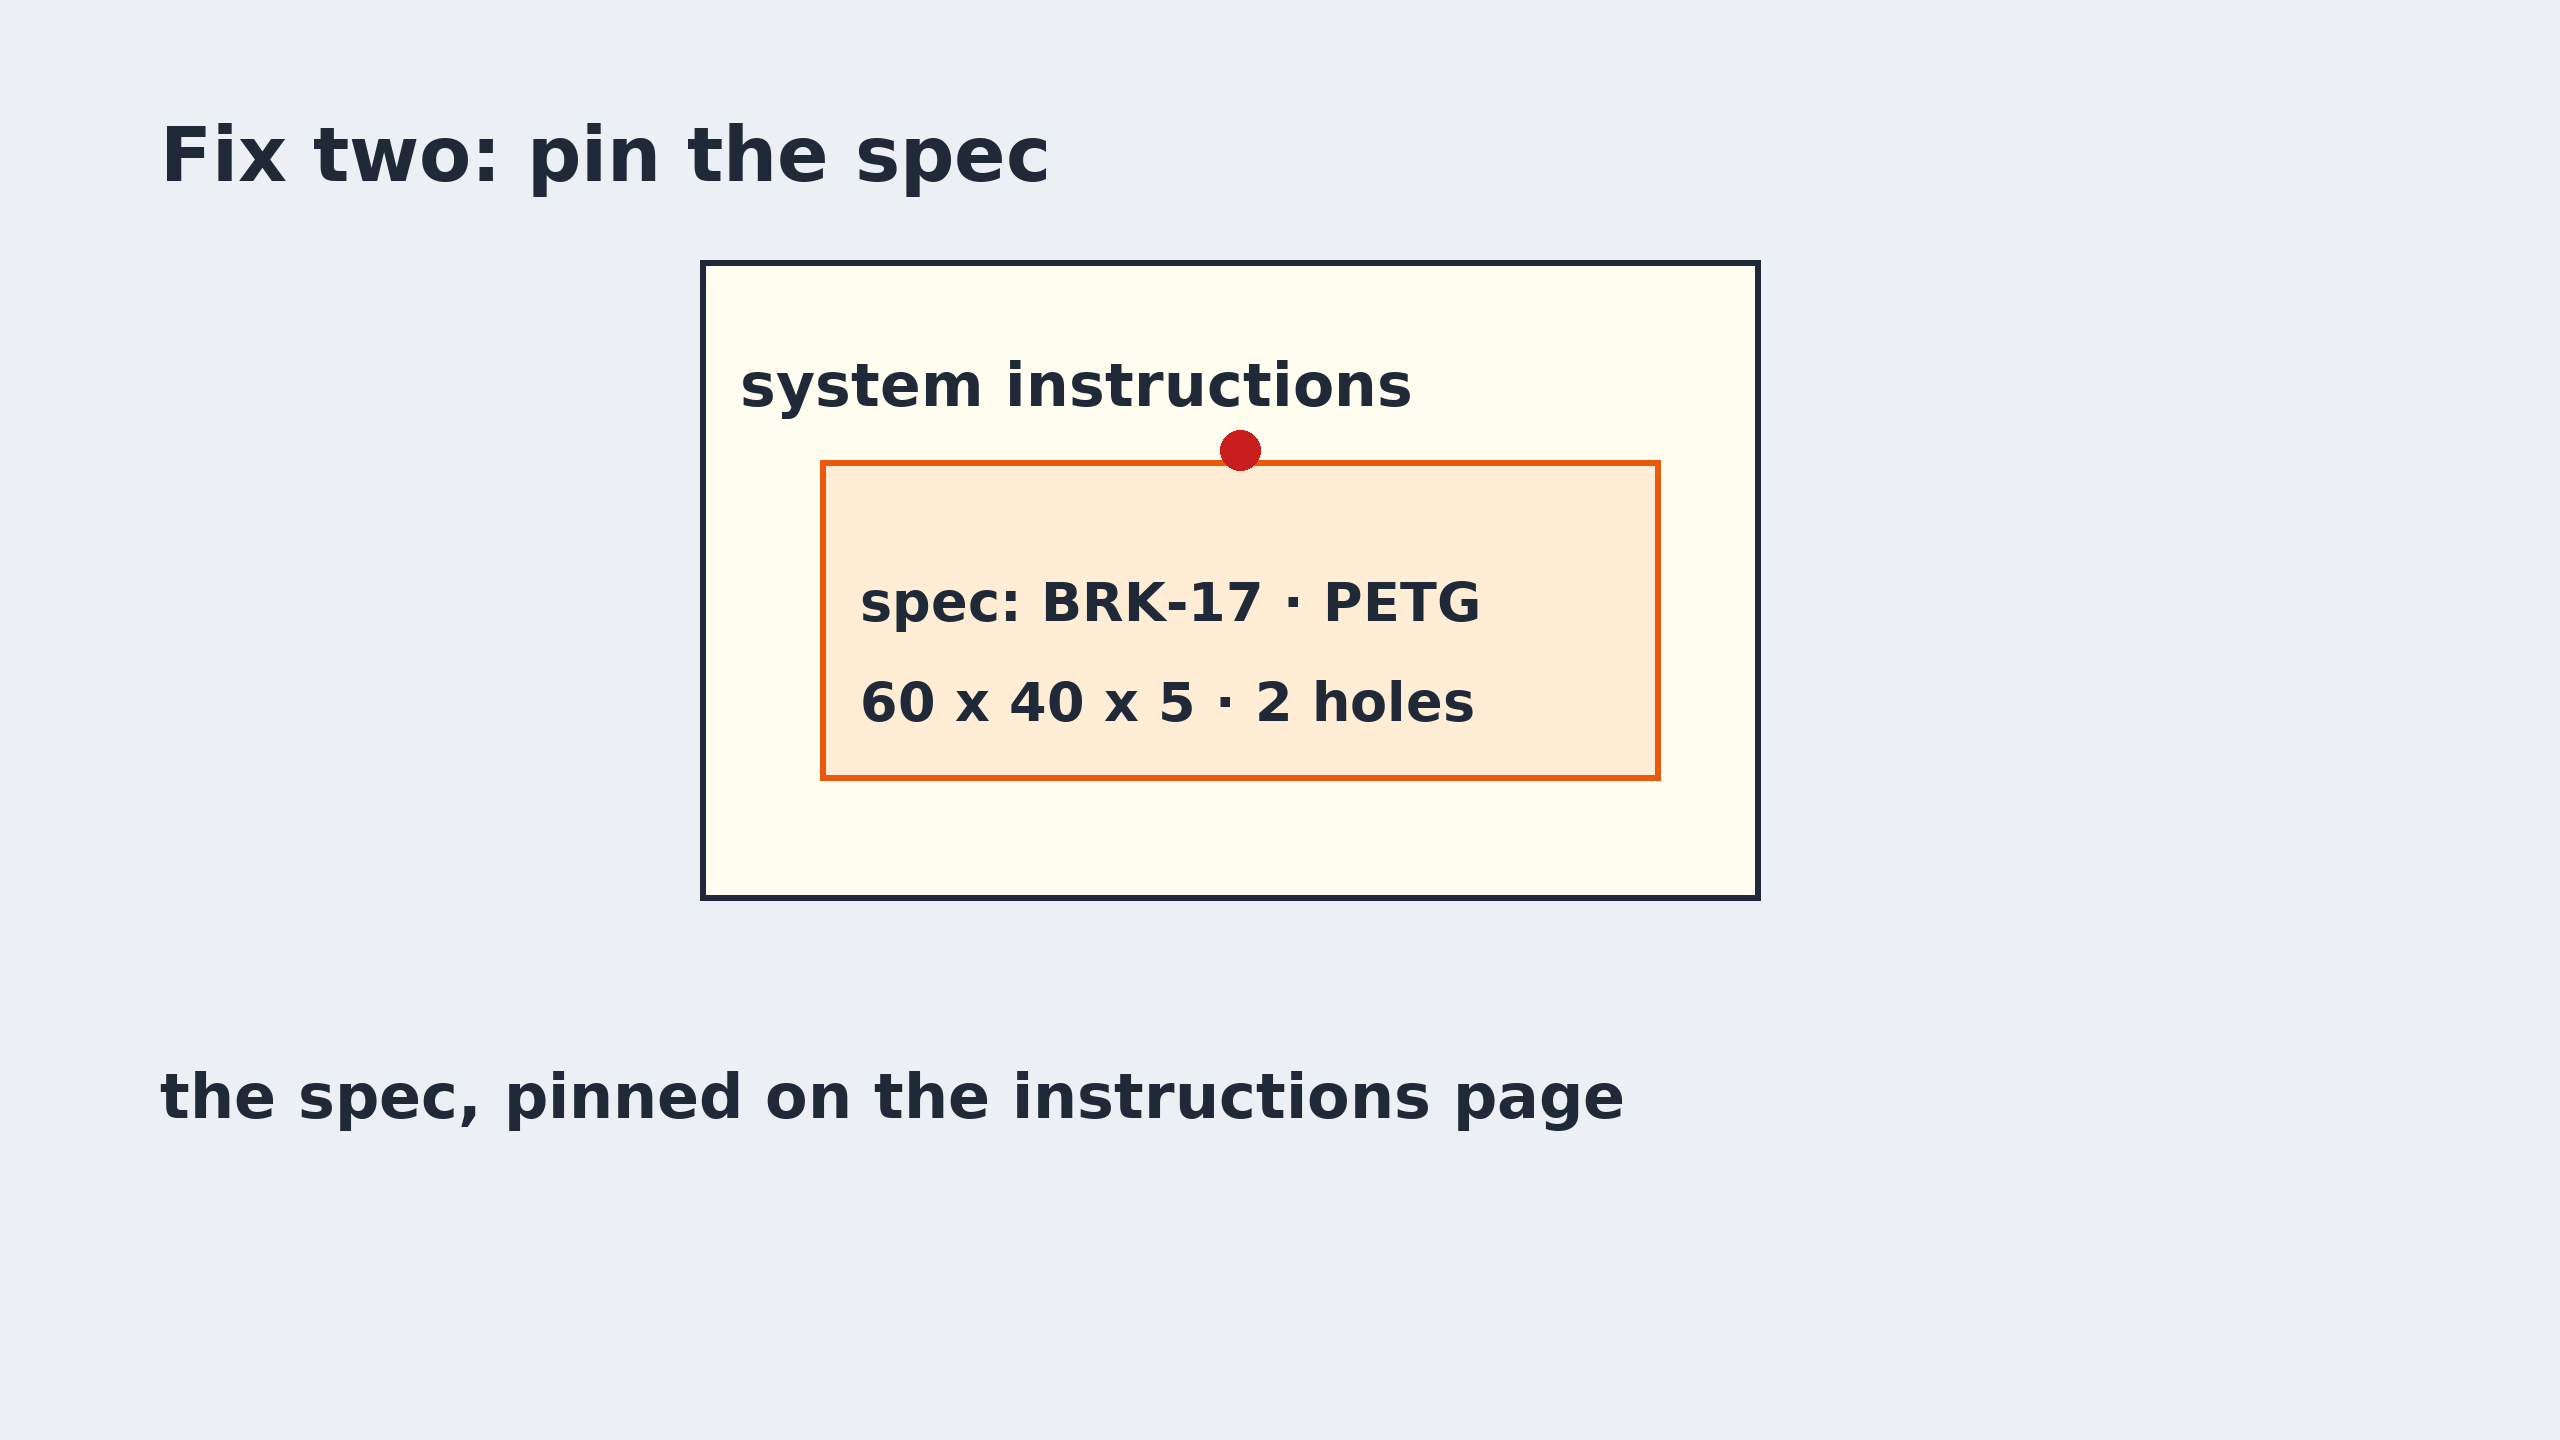 Fix two: pin the spec
system instructions
spec: BRK-17 · PETG
60 x 40 x 5 · 2 holes
the spec, pinned on the instructions page